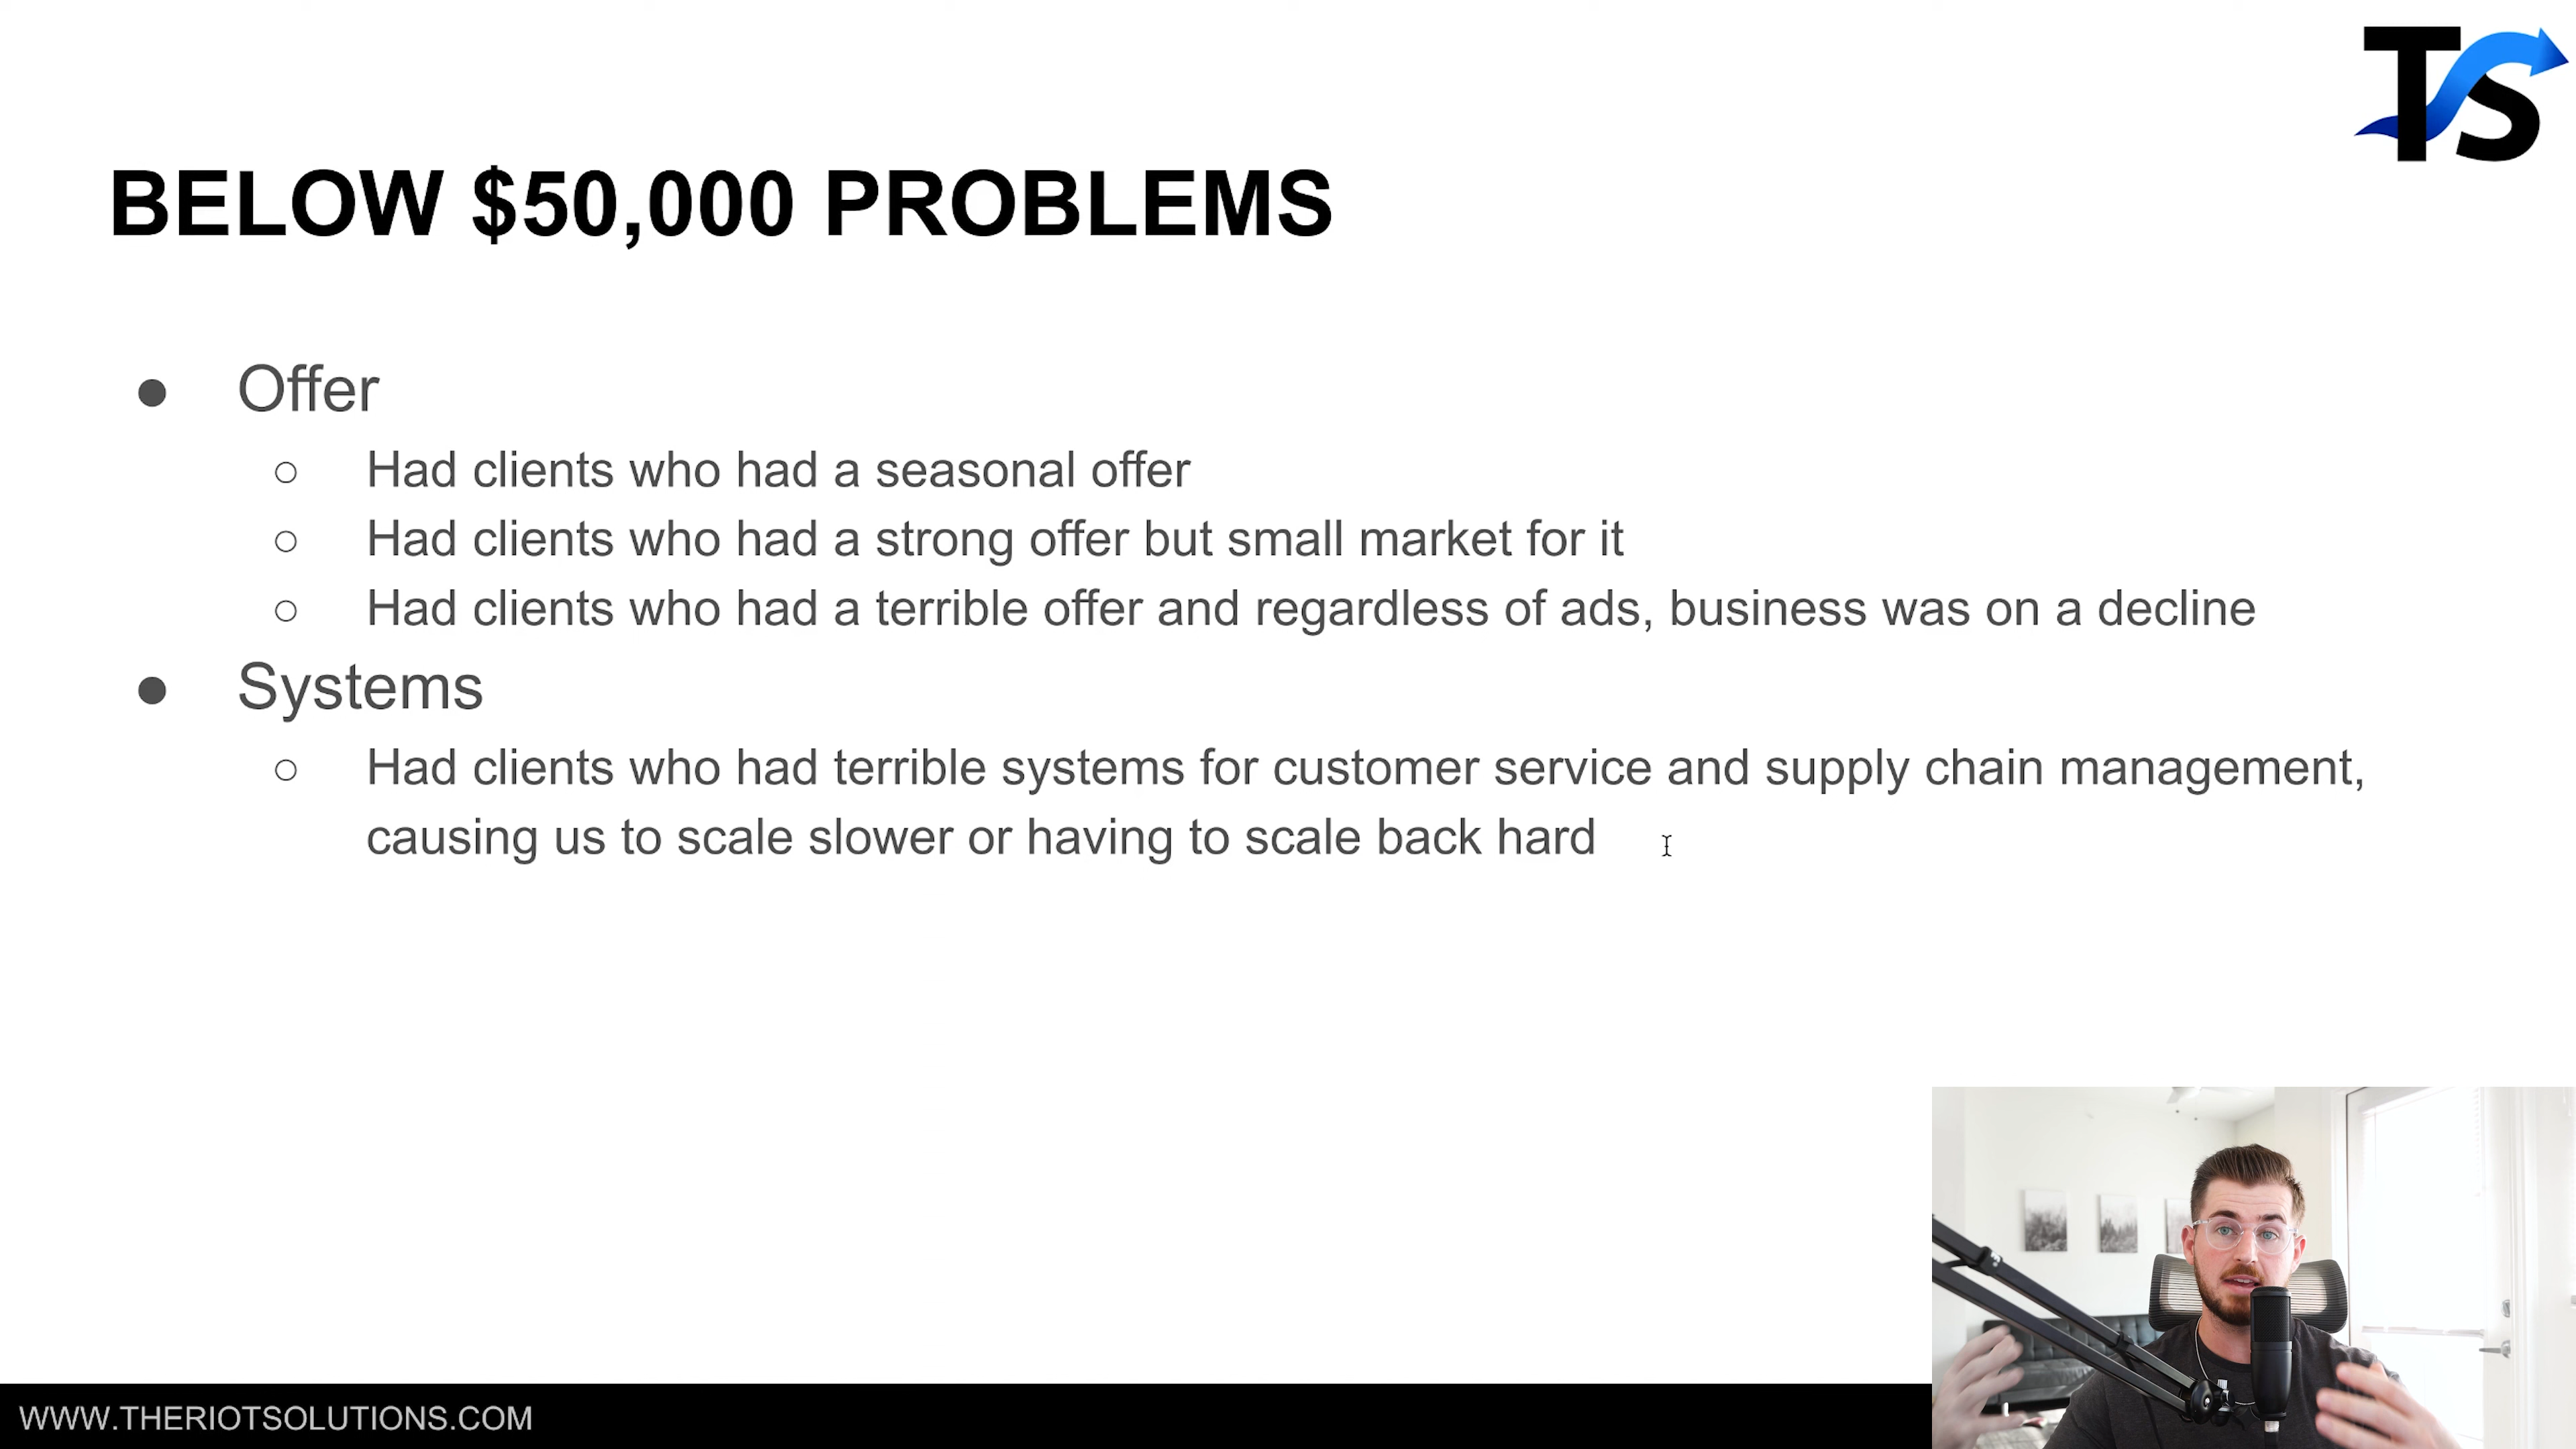 TS
BELOW $50,000 PROBLEMS
● Offer
○ Had clients who had a seasonal offer
○ Had clients who had a strong offer but small market for it
○ Had clients who had a terrible offer and regardless of ads, business was on a decline
● Systems
○ Had clients who had terrible systems for customer service and supply chain management,
causing us to scale slower or having to scale back hard
WWW.THERIOTSOLUTIONS.COM